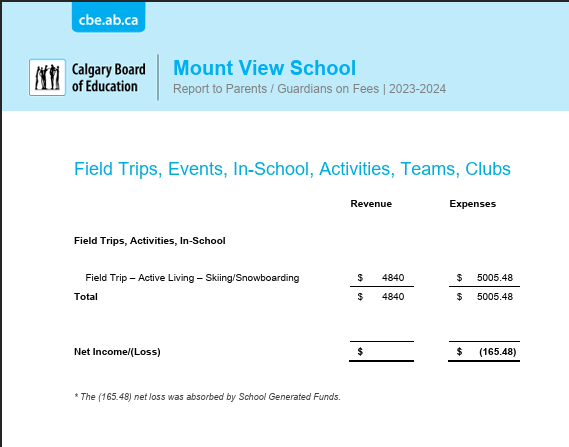 cbe.ab.ca
Calgary Board
of Education
Mount View School
Report to Parents / Guardians on Fees | 2023-2024
Field Trips, Events, In-School, Activities, Teams, Clubs
Revenue Expenses
Field Trips, Activities, In-School
Field Trip – Active Living – Skiing/Snowboarding $ 4840 $ 5005.48
Total $ 4840 $ 5005.48
Net Income/(Loss) $ $ (165.48)
* The (165.48) net loss was absorbed by School Generated Funds.